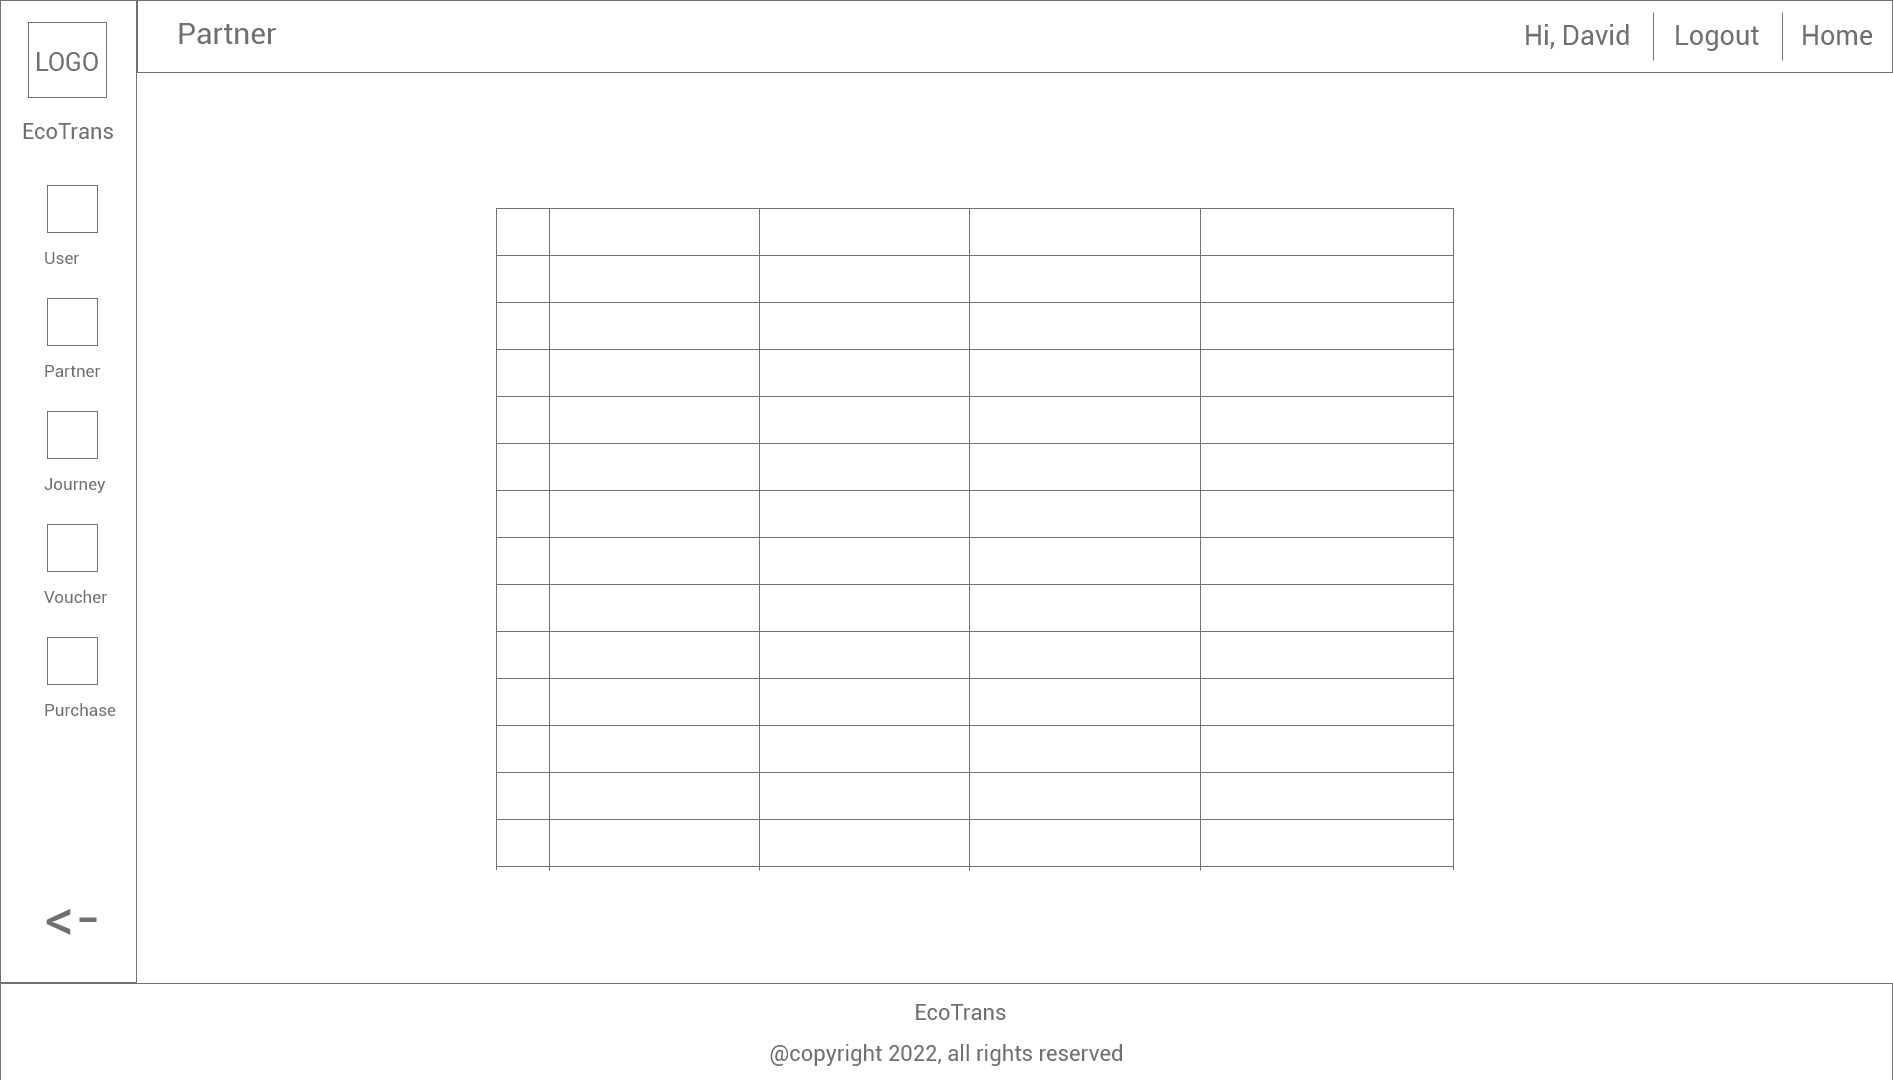 LOGO
EcoTrans
User
Partner
Journey
Voucher
Purchase
<-
Partner
Hi, David
Logout
Home
EcoTrans
@copyright 2022, all rights reserved